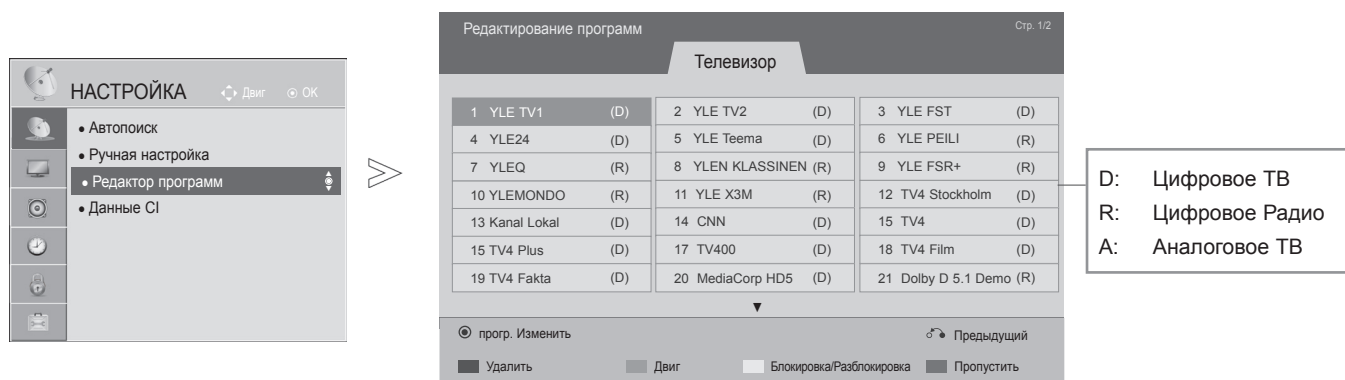 НАСТРОЙКА Двиг OK
• Автопоиск
• Ручная настройка
• Редактор программ
• Данные CI
Редактирование программ Стр. 1/2
Телевизор
1 YLE TV1 (D) 2 YLE TV2 (D) 3 YLE FST (D)
4 YLE24 (D) 5 YLE Teema (D) 6 YLE PEILI (R)
7 YLEQ (R) 8 YLEN KLASSINEN (R) 9 YLE FSR+ (R)
10 YLEMONDO (R) 11 YLE X3M (R) 12 TV4 Stockholm (D)
13 Kanal Lokal (D) 14 CNN (D) 15 TV4 (D)
15 TV4 Plus (D) 17 TV400 (D) 18 TV4 Film (D)
19 TV4 Fakta (D) 20 MediaCorp HD5 (D) 21 Dolby D 5.1 Demo (R)
прогр. Изменить Предыдущий
Удалить Двиг Блокировка/Разблокировка Пропустить
D: Цифровое ТВ
R: Цифровое Радио
A: Аналоговое ТВ